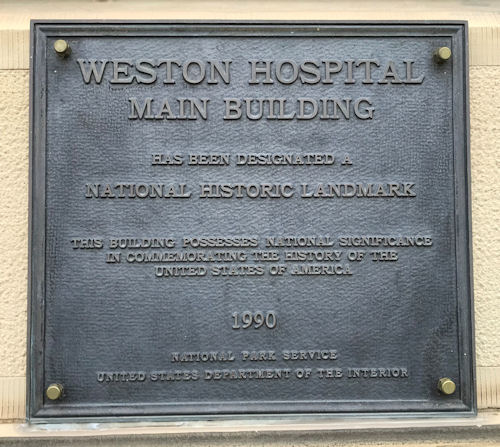 WESTON HOSPITAL
MAIN BUILDING
HAS BEEN DESIGNATED A
NATIONAL HISTORIC LANDMARK
THIS BUILDING POSSESSES NATIONAL SIGNIFICANCE
IN COMMEMORATING THE HISTORY OF THE
UNITED STATES OF AMERICA
1990
NATIONAL PARK SERVICE
UNITED STATES DEPARTMENT OF THE INTERIOR